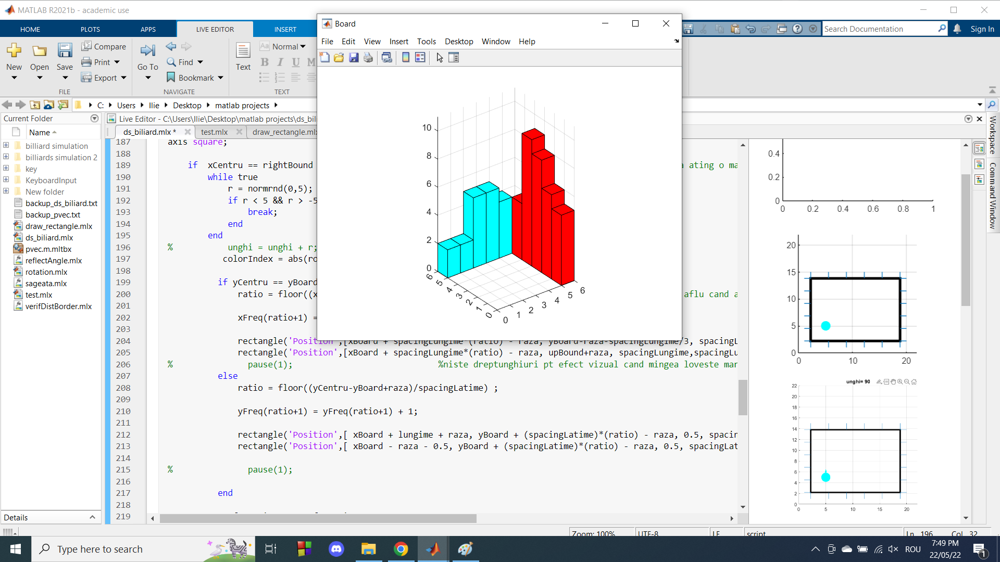 MATLAB R2021b - academic use
HOME PLOTS APPS LIVE EDITOR INSERT
Search Documentation
Sign In
New Open Save
Compare
Print
Export
FILE
Go To
Find
Bookmark
NAVIGATE
Text
Aa Normal
B I U M
TEXT
C: Users Ilie Desktop matlab projects
Current Folder
Name
billiard simulation
billiards simulation 2
key
KeyboardInput
New folder
backup_ds_biliard.txt
backup_pvec.txt
draw_rectangle.mlx
ds_biliard.mlx
pvec.m.mltbx
reflectAngle.mlx
rotation.mlx
sageata.mlx
test.mlx
verifDistBorder.mlx
Details
Live Editor - C:\Users\Ilie\Desktop\matlab projects\ds_bil
ds_biliard.mlx * test.mlx draw_rectangle.mlx
187 axis square;
188
189 if xCentru == rightBound a ating o ma
190 while true
191 r = normrnd(0,5);
192 if r < 5 && r > -5
193 break;
194 end
195 end
196 % unghi = unghi + r;
197 colorIndex = abs(ro
198
199 if yCentru == yBoard
200 ratio = floor((x aflu cand a
201
202 xFreq(ratio+1) =
203
204 rectangle('Position',[xBoard + spacingLungime*(ratio) - raza, yBoard-raza-spacingLungime/3, spacingL
205 rectangle('Position',[xBoard + spacingLungime*(ratio) - raza, upBound+raza, spacingLungime,spacingLu
206 % pause(1); %niste dreptunghiuri pt efect vizual cand mingea loveste mar
207 else
208 ratio = floor((yCentru-yBoard+raza)/spacingLatime) ;
209
210 yFreq(ratio+1) = yFreq(ratio+1) + 1;
211
212 rectangle('Position',[ xBoard + lungime + raza, yBoard + (spacingLatime)*(ratio) - raza, 0.5, spacin
213 rectangle('Position',[ xBoard - raza - 0.5, yBoard + (spacingLatime)*(ratio) - raza, 0.5, spacingLat
214
215 % pause(1);
216
217 end
218
219
Board
File Edit View Insert Tools Desktop Window Help
10
8
6
4
2
0
6 5 4 3 2 1 0
0 1 2 3 4 5 6
0.4
0.2
0
0 0.2 0.4 0.6 0.8 1
20
15
10
5
0
0 10 20
unghi= 90
22
20
18
16
14
12
10
8
6
4
2
0
0 5 10 15 20
Workspace
Command Window
Zoom: 100% UTF-8 LF script Ln 196 Col 32
Type here to search
ROU
7:49 PM
22/05/22
1